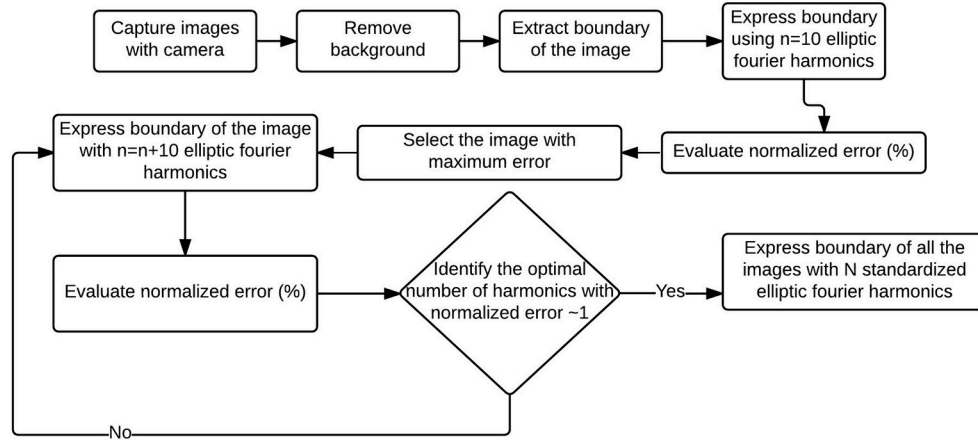 Capture images
with camera
Remove
background
Extract boundary
of the image
Express boundary
using n=10 elliptic
fourier harmonics
Express boundary of the image
with n=n+10 elliptic fourier
harmonics
Select the image with
maximum error
Evaluate normalized error (%)
Evaluate normalized error (%)
Identify the optimal
number of harmonics with
normalized error ~1
Yes
Express boundary of all the
images with N standardized
elliptic fourier harmonics
No